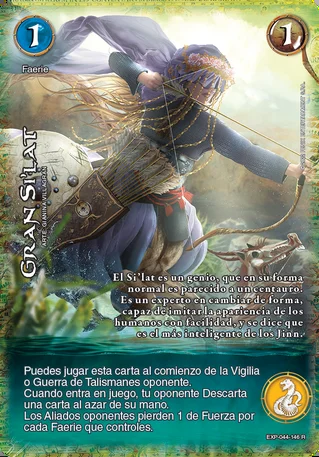 1
1
Faerie
GRAN SI'LAT
El Si'lat es un genio, que en su forma
normal es parecido a un centauro.
Es un experto en cambiar de forma,
capaz de imitar la apariencia de los
humanos con facilidad, y se dice que
es el más inteligente de los Jinn.
Puedes jugar esta carta al comienzo de la Vigilia
o Guerra de Talismanes oponente.
Cuando entra en juego, tu oponente Descarta
una carta al azar de su mano.
Los Aliados oponentes pierden 1 de Fuerza por
cada Faerie que controles.
EXP-044-146 R